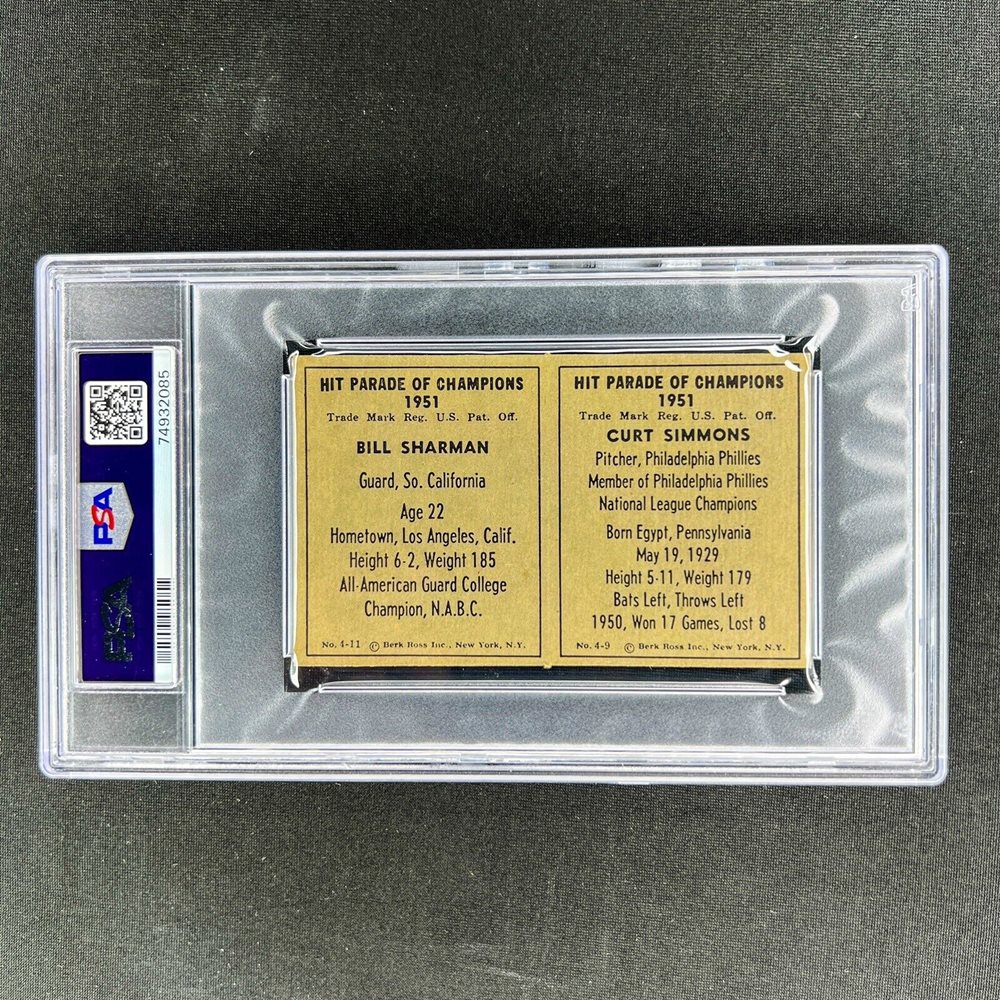 74932085
PSA
PSA
HIT PARADE OF CHAMPIONS
1951
Trade Mark Reg. U.S. Pat. Off.
BILL SHARMAN
Guard, So. California
Age 22
Hometown, Los Angeles, Calif.
Height 6-2, Weight 185
All-American Guard College
Champion, N.A.B.C.
No. 4-11 © Berk Ross Inc., New York, N.Y.
HIT PARADE OF CHAMPIONS
1951
Trade Mark Reg. U.S. Pat. Off.
CURT SIMMONS
Pitcher, Philadelphia Phillies
Member of Philadelphia Phillies
National League Champions
Born Egypt, Pennsylvania
May 19, 1929
Height 5-11, Weight 179
Bats Left, Throws Left
1950, Won 17 Games, Lost 8
No. 4-9 © Berk Ross Inc., New York, N.Y.